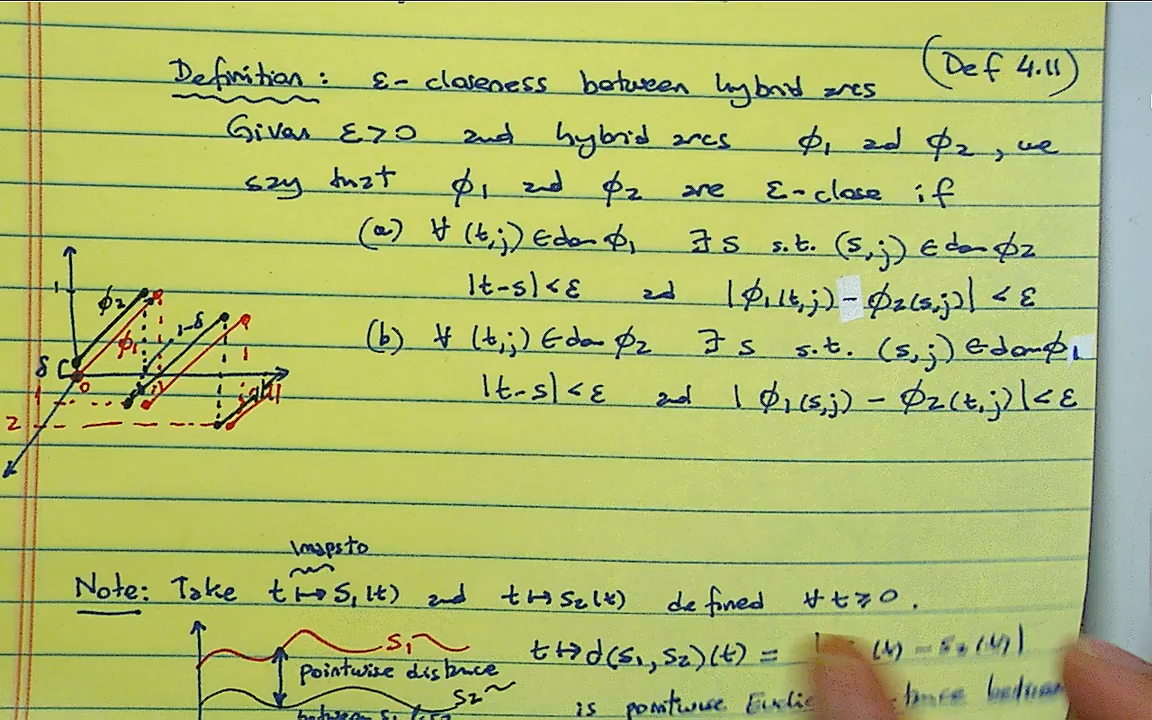 (Def 4.11)
Definition: ε-closeness between hybrid arcs
Given ε>0 and hybrid arcs ϕ₁ ad ϕ₂, we
say that ϕ₁ and ϕ₂ are ε-close if
(a) ∀ (t,j) ∈ dom ϕ₁ ∃ s s.t. (s,j) ∈ dom ϕ₂
|t-s| < ε and |ϕ₁(t,j) - ϕ₂(s,j)| < ε
(b) ∀ (t,j) ∈ dom ϕ₂ ∃ s s.t. (s,j) ∈ dom ϕ₁
|t-s| < ε and |ϕ₁(s,j) - ϕ₂(t,j)| < ε
1
ϕ₂
ϕ₁
1-δ
δ
0
1
2
mapsto
Note: Take t ↦ S₁(t) and t ↦ S₂(t) defined ∀ t ≥ 0.
S₁
pointwise distance
S₂
t ↦ d(S₁,S₂)(t) =
is pointwise